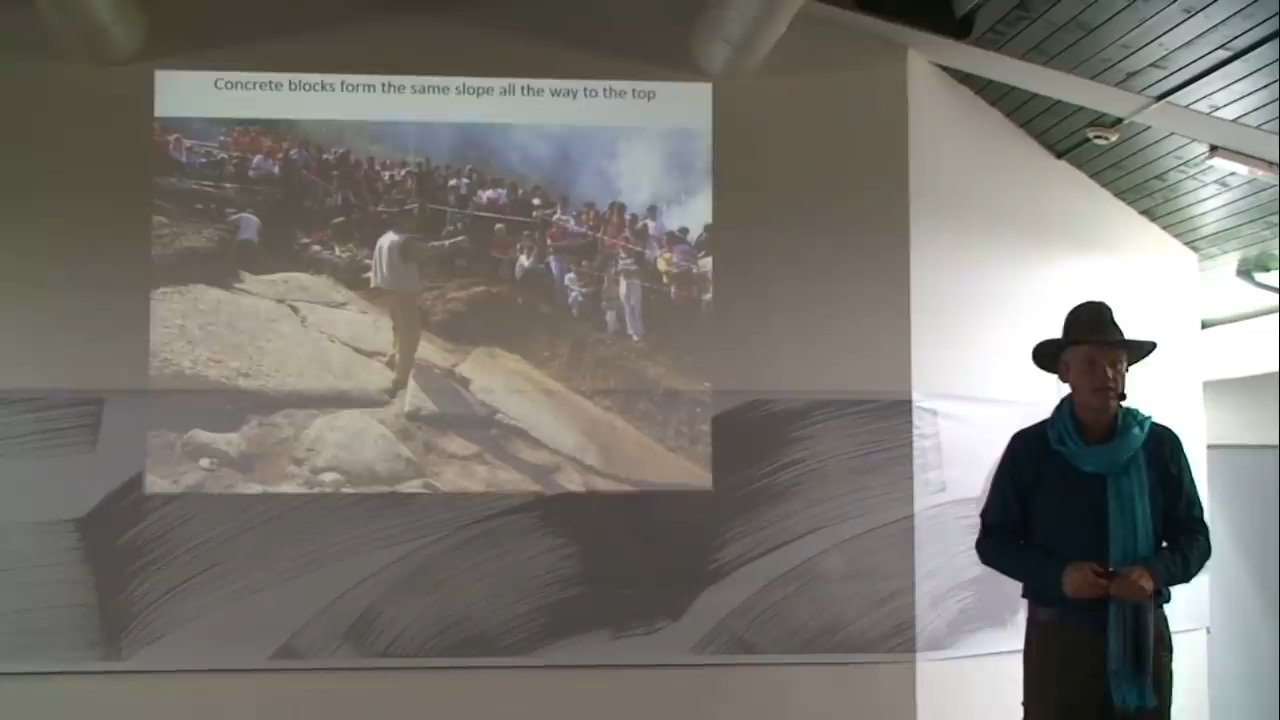 Concrete blocks form the same slope all the way to the top